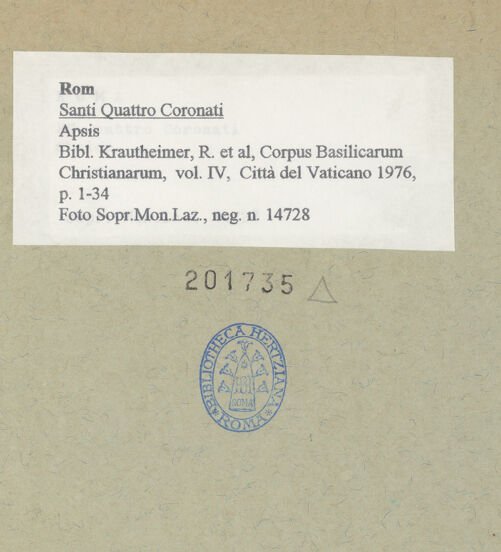 Rom
Santi Quattro Coronati
Apsis
Bibl. Krautheimer, R. et al, Corpus Basilicarum
Christianarum, vol. IV, Città del Vaticano 1976,
p. 1-34
Foto Sopr.Mon.Laz., neg. n. 14728
201735
BIBLIOTHECA HERTZIANA
ROMA
* ROMA *